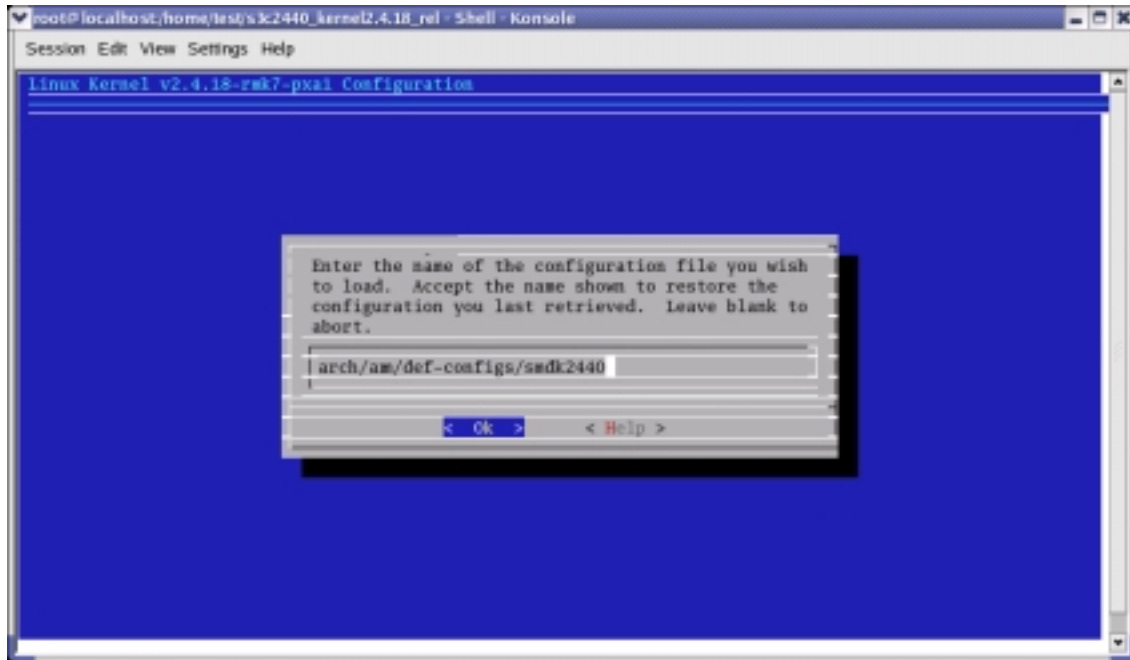 root@localhost:/home/test/s3c2440_kernel2.4.18_rel - Shell - Konsole
Session Edit View Settings Help
Linux Kernel v2.4.18-rmk7-pxa1 Configuration
Enter the name of the configuration file you wish
to load. Accept the name shown to restore the
configuration you last retrieved. Leave blank to
abort.
arch/am/def-configs/smdk2440
< Ok > < Help >